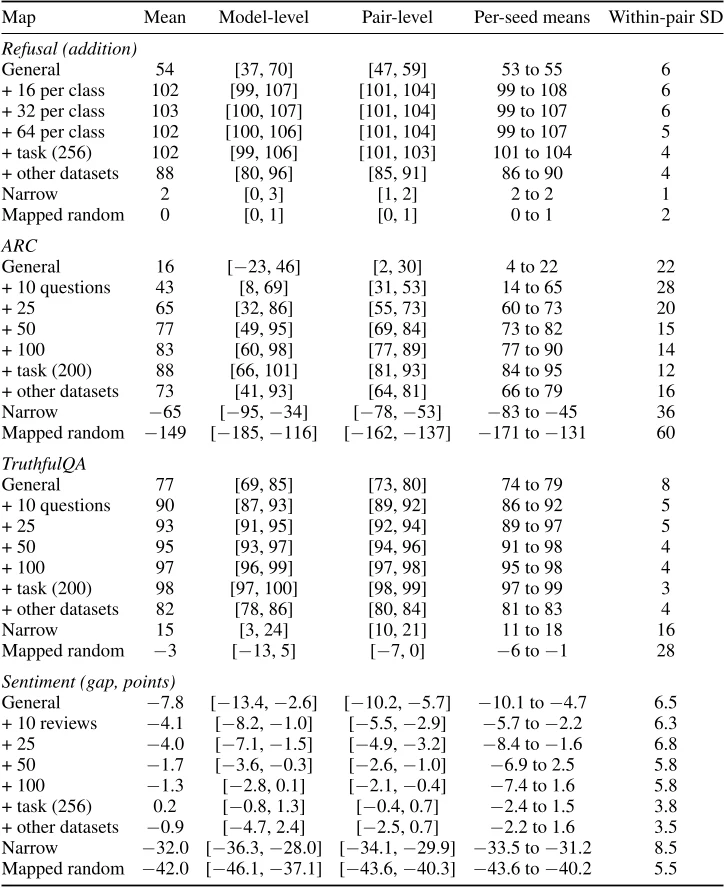 Map Mean Model-level Pair-level Per-seed means Within-pair SD
Refusal (addition)
General 54 [37, 70] [47, 59] 53 to 55 6
+ 16 per class 102 [99, 107] [101, 104] 99 to 108 6
+ 32 per class 103 [100, 107] [101, 104] 99 to 107 6
+ 64 per class 102 [100, 106] [101, 104] 99 to 107 5
+ task (256) 102 [99, 106] [101, 103] 101 to 104 4
+ other datasets 88 [80, 96] [85, 91] 86 to 90 4
Narrow 2 [0, 3] [1, 2] 2 to 2 1
Mapped random 0 [0, 1] [0, 1] 0 to 1 2
ARC
General 16 [−23, 46] [2, 30] 4 to 22 22
+ 10 questions 43 [8, 69] [31, 53] 14 to 65 28
+ 25 65 [32, 86] [55, 73] 60 to 73 20
+ 50 77 [49, 95] [69, 84] 73 to 82 15
+ 100 83 [60, 98] [77, 89] 77 to 90 14
+ task (200) 88 [66, 101] [81, 93] 84 to 95 12
+ other datasets 73 [41, 93] [64, 81] 66 to 79 16
Narrow −65 [−95, −34] [−78, −53] −83 to −45 36
Mapped random −149 [−185, −116] [−162, −137] −171 to −131 60
TruthfulQA
General 77 [69, 85] [73, 80] 74 to 79 8
+ 10 questions 90 [87, 93] [89, 92] 86 to 92 5
+ 25 93 [91, 95] [92, 94] 89 to 97 5
+ 50 95 [93, 97] [94, 96] 91 to 98 4
+ 100 97 [96, 99] [97, 98] 95 to 98 4
+ task (200) 98 [97, 100] [98, 99] 97 to 99 3
+ other datasets 82 [78, 86] [80, 84] 81 to 83 4
Narrow 15 [3, 24] [10, 21] 11 to 18 16
Mapped random −3 [−13, 5] [−7, 0] −6 to −1 28
Sentiment (gap, points)
General −7.8 [−13.4, −2.6] [−10.2, −5.7] −10.1 to −4.7 6.5
+ 10 reviews −4.1 [−8.2, −1.0] [−5.5, −2.9] −5.7 to −2.2 6.3
+ 25 −4.0 [−7.1, −1.5] [−4.9, −3.2] −8.4 to −1.6 6.8
+ 50 −1.7 [−3.6, −0.3] [−2.6, −1.0] −6.9 to 2.5 5.8
+ 100 −1.3 [−2.8, 0.1] [−2.1, −0.4] −7.4 to 1.6 5.8
+ task (256) 0.2 [−0.8, 1.3] [−0.4, 0.7] −2.4 to 1.5 3.8
+ other datasets −0.9 [−4.7, 2.4] [−2.5, 0.7] −2.2 to 1.6 3.5
Narrow −32.0 [−36.3, −28.0] [−34.1, −29.9] −33.5 to −31.2 8.5
Mapped random −42.0 [−46.1, −37.1] [−43.6, −40.3] −43.6 to −40.2 5.5